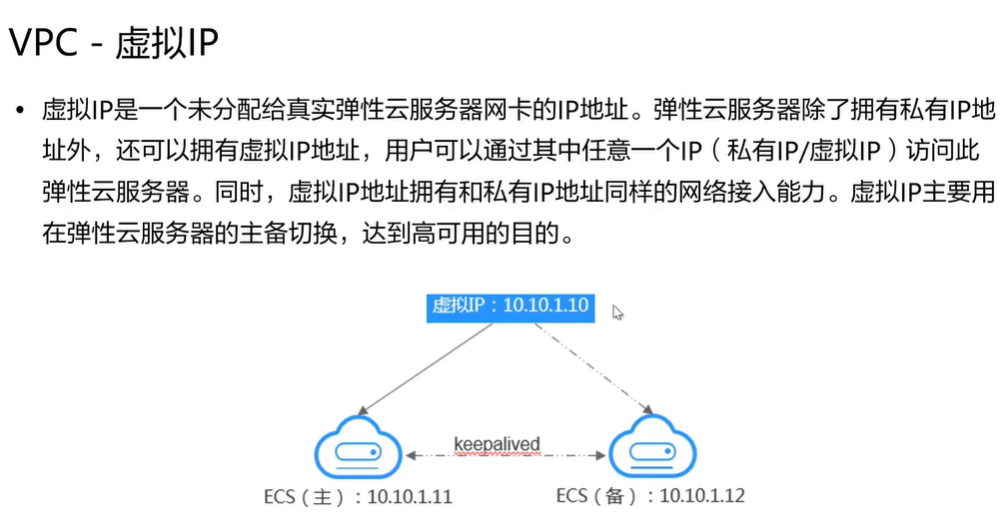 VPC - 虚拟IP
• 虚拟IP是一个未分配给真实弹性云服务器网卡的IP地址。弹性云服务器除了拥有私有IP地
址外，还可以拥有虚拟IP地址，用户可以通过其中任意一个IP（私有IP/虚拟IP）访问此
弹性云服务器。同时，虚拟IP地址拥有和私有IP地址同样的网络接入能力。虚拟IP主要用
在弹性云服务器的主备切换，达到高可用的目的。
虚拟IP：10.10.1.10
keepalived
ECS（主）：10.10.1.11
ECS（备）：10.10.1.12